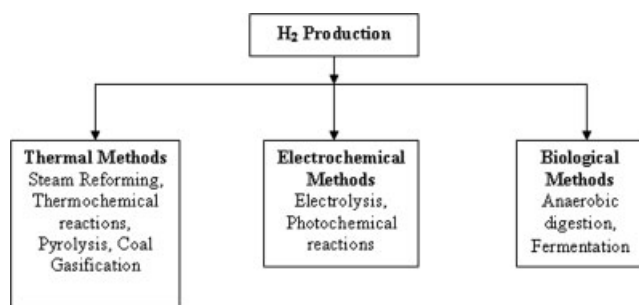 H₂ Production
Thermal Methods
Steam Reforming,
Thermochemical
reactions,
Pyrolysis, Coal
Gasification
Electrochemical
Methods
Electrolysis,
Photochemical
reactions
Biological
Methods
Anaerobic
digestion,
Fermentation